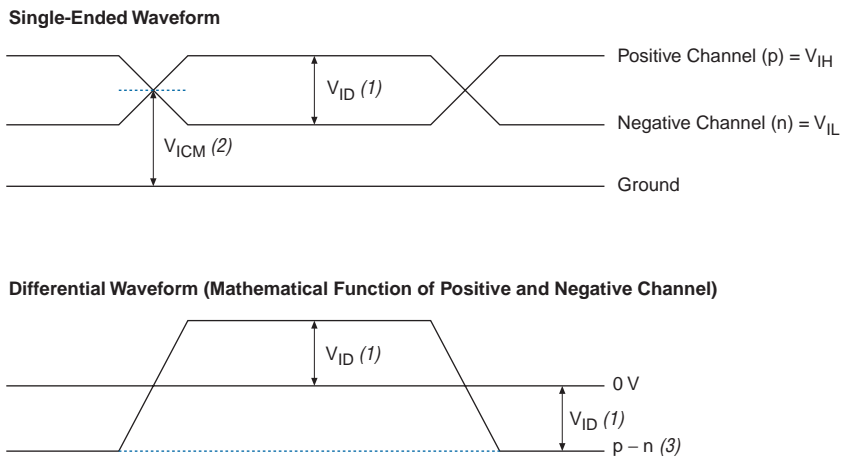 Single-Ended Waveform
Positive Channel (p) = VIH
VID (1)
Negative Channel (n) = VIL
VICM (2)
Ground
Differential Waveform (Mathematical Function of Positive and Negative Channel)
VID (1)
0 V
VID (1)
p − n (3)